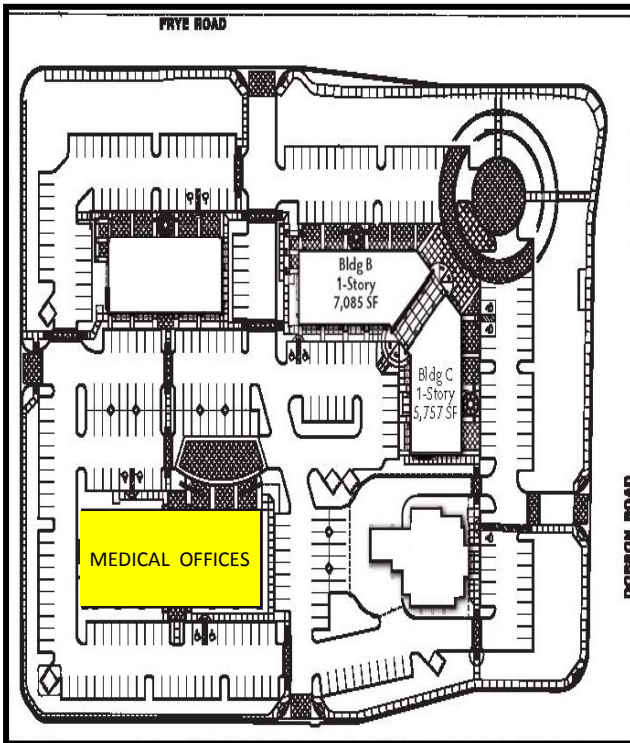 FRYE ROAD
Bldg B
1-Story
7,085 SF
Bldg C
1-Story
5,757 SF
DOBSON ROAD
MEDICAL OFFICES